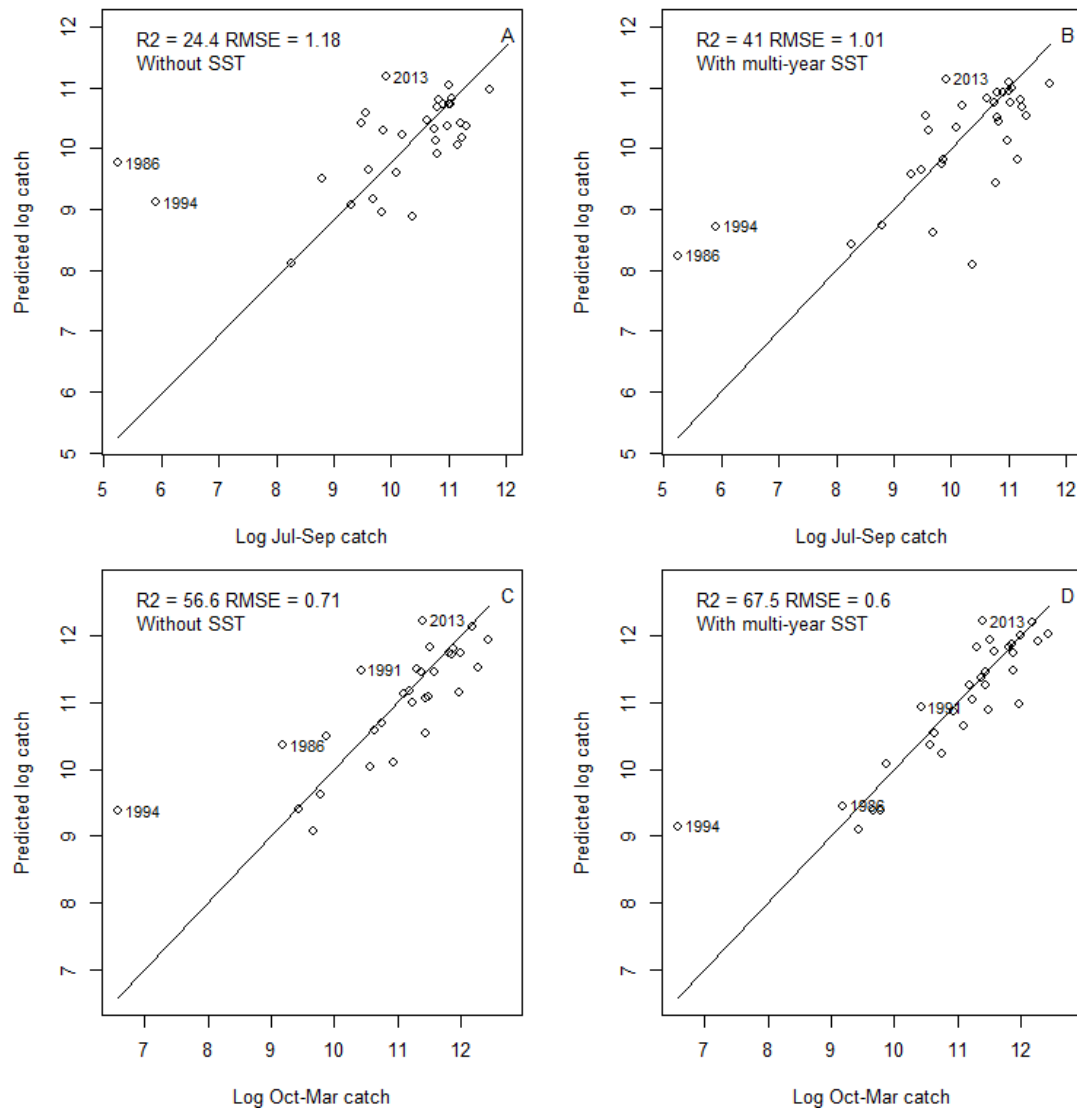 R2 = 24.4 RMSE = 1.18
Without SST
A
2013
1986
1994
12
11
10
9
8
7
6
5
Predicted log catch
5 6 7 8 9 10 11 12
Log Jul-Sep catch
R2 = 41 RMSE = 1.01
With multi-year SST
B
2013
1994
1986
12
11
10
9
8
7
6
5
Predicted log catch
5 6 7 8 9 10 11 12
Log Jul-Sep catch
R2 = 56.6 RMSE = 0.71
Without SST
C
2013
1991
1986
1994
12
11
10
9
8
7
Predicted log catch
7 8 9 10 11 12
Log Oct-Mar catch
R2 = 67.5 RMSE = 0.6
With multi-year SST
D
2013
1991
1986
1994
12
11
10
9
8
7
Predicted log catch
7 8 9 10 11 12
Log Oct-Mar catch